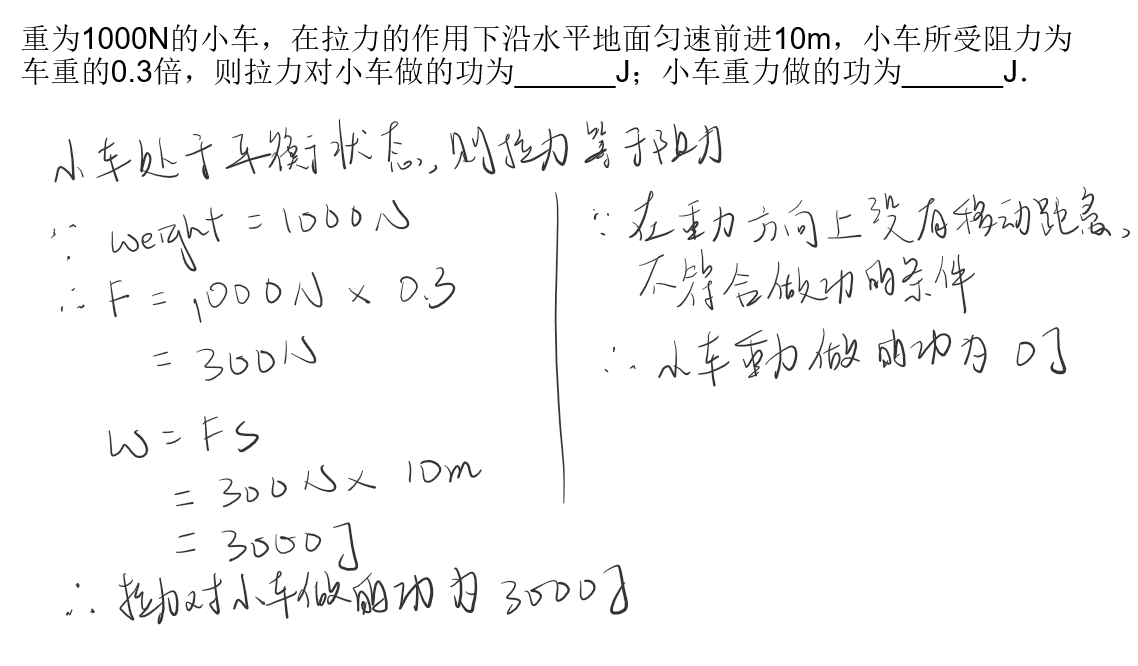 重为1000N的小车，在拉力的作用下沿水平地面匀速前进10m，小车所受阻力为
车重的0.3倍，则拉力对小车做的功为______J；小车重力做的功为______J．
小车处于平衡状态，则拉力等于阻力
∵ weight = 1000N
∴ F = 1000N × 0.3
= 300N
W = FS
= 300N × 10m
= 3000J
∴ 拉力对小车做的功为 3000J
∵ 在重力方向上没有移动距离，
不符合做功的条件
∴ 小车重力做的功为 0J